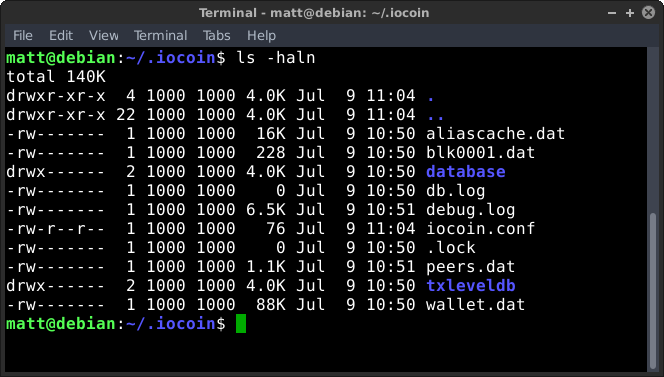 Terminal - matt@debian: ~/.iocoin
File Edit View Terminal Tabs Help
matt@debian:~/.iocoin$ ls -haln
total 140K
drwxr-xr-x  4 1000 1000 4.0K Jul  9 11:04 .
drwxr-xr-x 22 1000 1000 4.0K Jul  9 11:04 ..
-rw-------  1 1000 1000  16K Jul  9 10:50 aliascache.dat
-rw-------  1 1000 1000  228 Jul  9 10:50 blk0001.dat
drwx------  2 1000 1000 4.0K Jul  9 10:50 database
-rw-------  1 1000 1000    0 Jul  9 10:50 db.log
-rw-------  1 1000 1000 6.5K Jul  9 10:51 debug.log
-rw-r--r--  1 1000 1000   76 Jul  9 11:04 iocoin.conf
-rw-------  1 1000 1000    0 Jul  9 10:50 .lock
-rw-------  1 1000 1000 1.1K Jul  9 10:51 peers.dat
drwx------  2 1000 1000 4.0K Jul  9 10:50 txleveldb
-rw-------  1 1000 1000  88K Jul  9 10:50 wallet.dat
matt@debian:~/.iocoin$